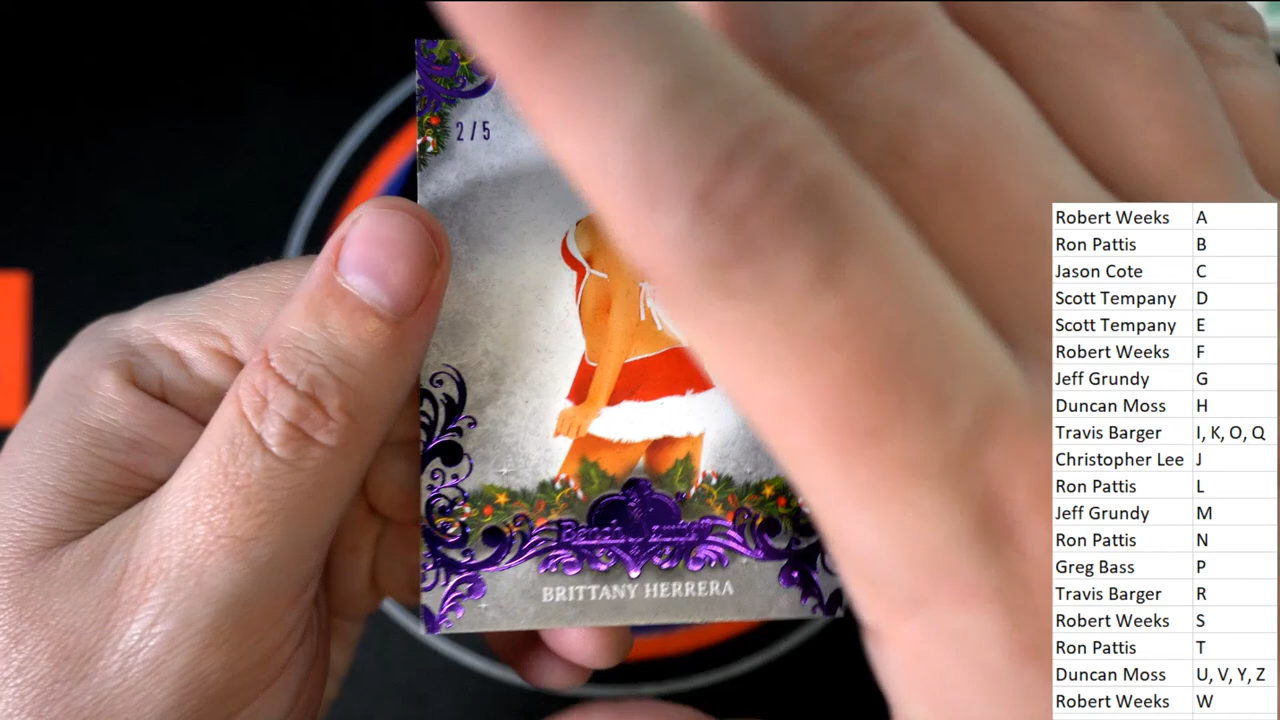 2/5
BRITTANY HERRERA
Robert Weeks A
Ron Pattis B
Jason Cote C
Scott Tempany D
Scott Tempany E
Robert Weeks F
Jeff Grundy G
Duncan Moss H
Travis Barger I, K, O, Q
Christopher Lee J
Ron Pattis L
Jeff Grundy M
Ron Pattis N
Greg Bass P
Travis Barger R
Robert Weeks S
Ron Pattis T
Duncan Moss U, V, Y, Z
Robert Weeks W